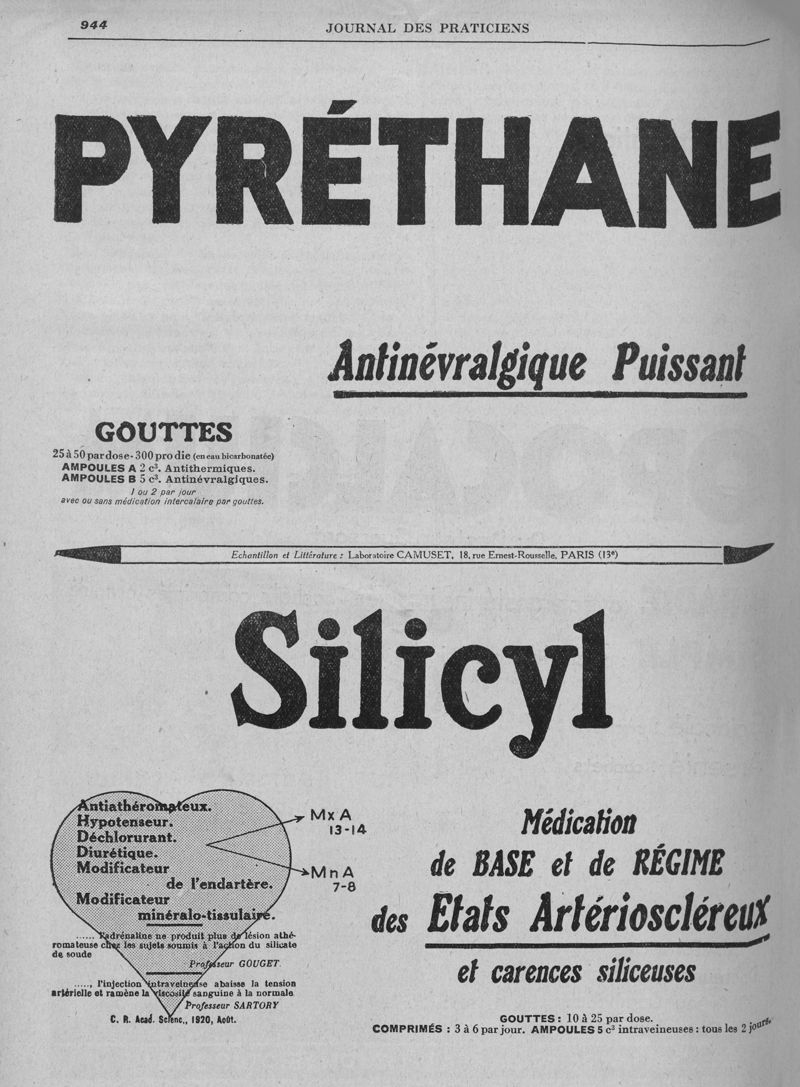 944
JOURNAL DES PRATICIENS
PYRÉTHANE
Antinévralgique Puissant
GOUTTES
25 à 50 par dose - 300 pro die (en eau bicarbonatée)
AMPOULES A 2 c³. Antithermiques.
AMPOULES B 5 c³. Antinévralgiques.
1 ou 2 par jour
avec ou sans médication intercalaire par gouttes.
Echantillon et Littérature : Laboratoire CAMUSET, 18, rue Ernest-Rousselle, PARIS (13e)
Silicyl
Antiathéromateux.
Hypotenseur.
Déchlorurant.
Diurétique.
Modificateur
de l'endartère.
Modificateur
minéralo-tissulaire.
MxA
13-14
MnA
7-8
..... l'adrénaline ne produit plus de lésion athé-
romateuse chez les sujets soumis à l'action du silicate
de soude
Professeur GOUGET.
....., l'injection intraveineuse abaisse la tension
artérielle et ramène la viscosité sanguine à la normale
Professeur SARTORY
C. R. Acad. Scienc., 1920, Août.
Médication
de BASE et de RÉGIME
des Etats Artérioscléreux
et carences siliceuses
GOUTTES : 10 à 25 par dose.
COMPRIMÉS : 3 à 6 par jour. AMPOULES 5 c³ intraveineuses : tous les 2 jours.